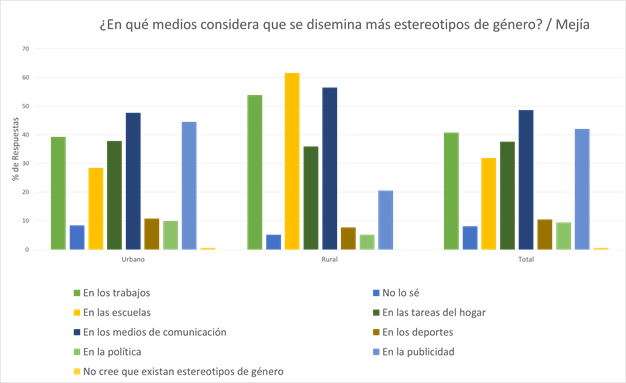 ¿En qué medios considera que se disemina más estereotipos de género? / Mejía
70
60
50
40
30
20
10
0
% de Respuestas
Urbano Rural Total
En los trabajos No lo sé
En las escuelas En las tareas del hogar
En los medios de comunicación En los deportes
En la política En la publicidad
No cree que existan estereotipos de género